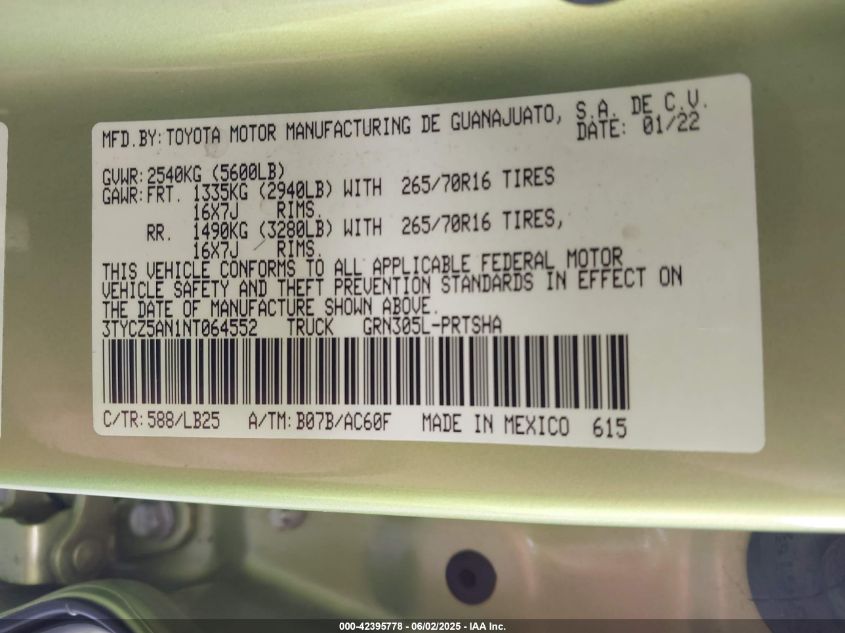 MFD.BY: TOYOTA MOTOR MANUFACTURING DE GUANAJUATO, S.A. DE C.V.
DATE: 01/22
GVWR: 2540KG (5600LB)
GAWR: FRT. 1335KG (2940LB) WITH 265/70R16 TIRES
16X7J RIMS.
RR. 1490KG (3280LB) WITH 265/70R16 TIRES,
16X7J RIMS.
THIS VEHICLE CONFORMS TO ALL APPLICABLE FEDERAL MOTOR
VEHICLE SAFETY AND THEFT PREVENTION STANDARDS IN EFFECT ON
THE DATE OF MANUFACTURE SHOWN ABOVE.
3TYCZ5AN1NT064552 TRUCK GRN305L-PRTSHA
C/TR: 588/LB25 A/TM: B07B/AC60F MADE IN MEXICO 615
000-42395778 - 06/02/2025 - IAA Inc.